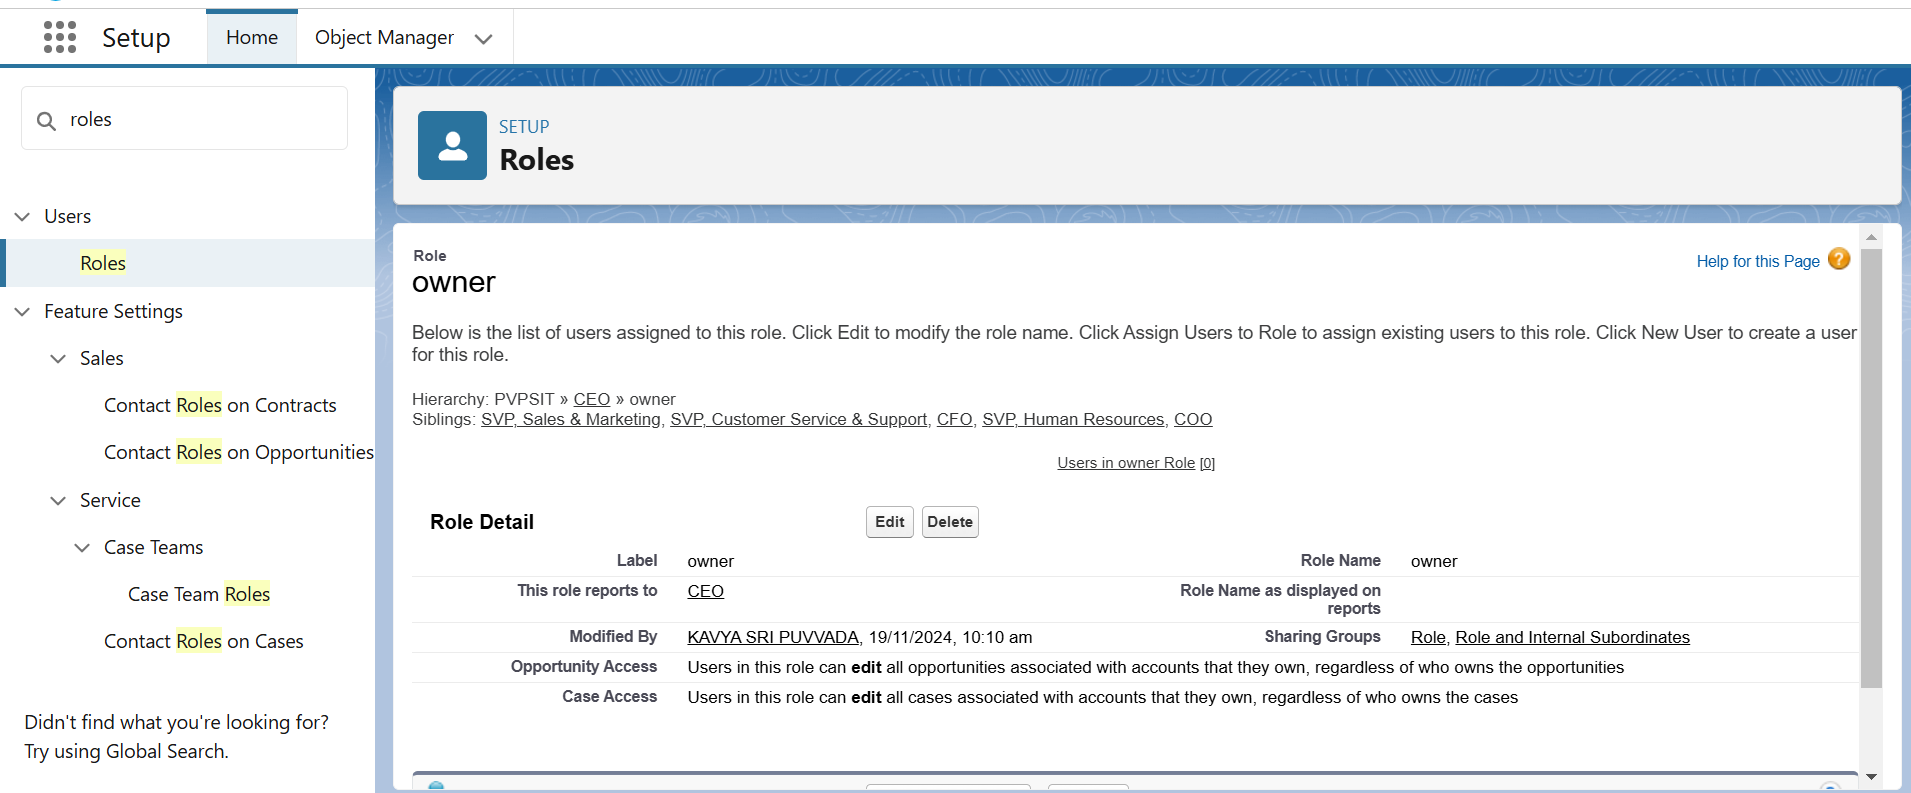 Setup
Home
Object Manager
roles
Users
Roles
Feature Settings
Sales
Contact Roles on Contracts
Contact Roles on Opportunities
Service
Case Teams
Case Team Roles
Contact Roles on Cases
Didn't find what you're looking for?
Try using Global Search.
SETUP
Roles
Role
owner
Help for this Page ?
Below is the list of users assigned to this role. Click Edit to modify the role name. Click Assign Users to Role to assign existing users to this role. Click New User to create a user
for this role.
Hierarchy: PVPSIT » CEO » owner
Siblings: SVP, Sales & Marketing, SVP, Customer Service & Support, CFO, SVP, Human Resources, COO
Users in owner Role [0]
Role Detail
Edit
Delete
Label owner Role Name owner
This role reports to CEO Role Name as displayed on
reports
Modified By KAVYA SRI PUVVADA, 19/11/2024, 10:10 am Sharing Groups Role, Role and Internal Subordinates
Opportunity Access Users in this role can edit all opportunities associated with accounts that they own, regardless of who owns the opportunities
Case Access Users in this role can edit all cases associated with accounts that they own, regardless of who owns the cases